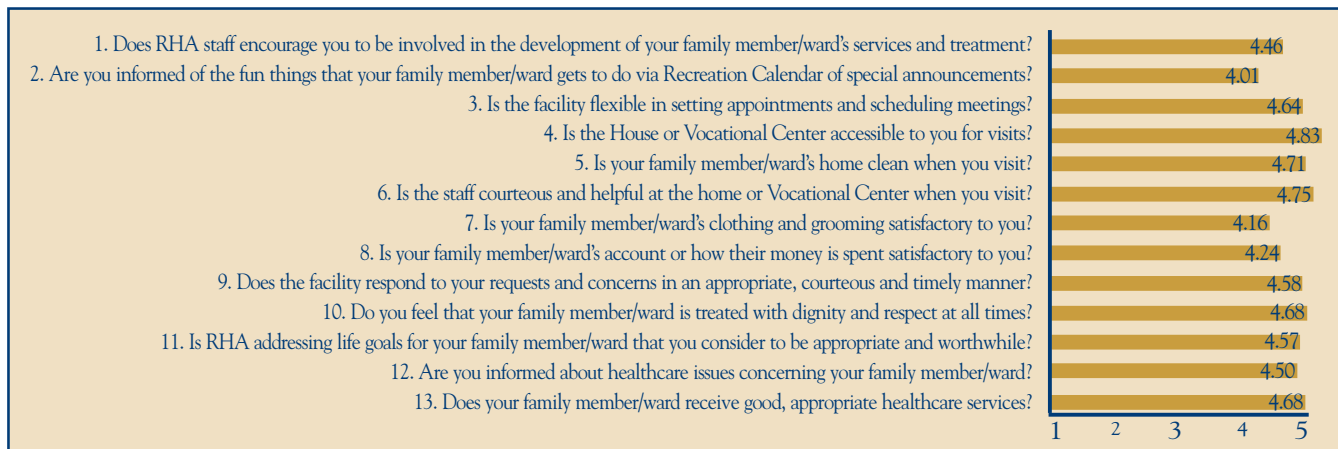 1. Does RHA staff encourage you to be involved in the development of your family member/ward's services and treatment? 4.46
2. Are you informed of the fun things that your family member/ward gets to do via Recreation Calendar of special announcements? 4.01
3. Is the facility flexible in setting appointments and scheduling meetings? 4.64
4. Is the House or Vocational Center accessible to you for visits? 4.83
5. Is your family member/ward's home clean when you visit? 4.71
6. Is the staff courteous and helpful at the home or Vocational Center when you visit? 4.75
7. Is your family member/ward's clothing and grooming satisfactory to you? 4.16
8. Is your family member/ward's account or how their money is spent satisfactory to you? 4.24
9. Does the facility respond to your requests and concerns in an appropriate, courteous and timely manner? 4.58
10. Do you feel that your family member/ward is treated with dignity and respect at all times? 4.68
11. Is RHA addressing life goals for your family member/ward that you consider to be appropriate and worthwhile? 4.57
12. Are you informed about healthcare issues concerning your family member/ward? 4.50
13. Does your family member/ward receive good, appropriate healthcare services? 4.68
1 2 3 4 5